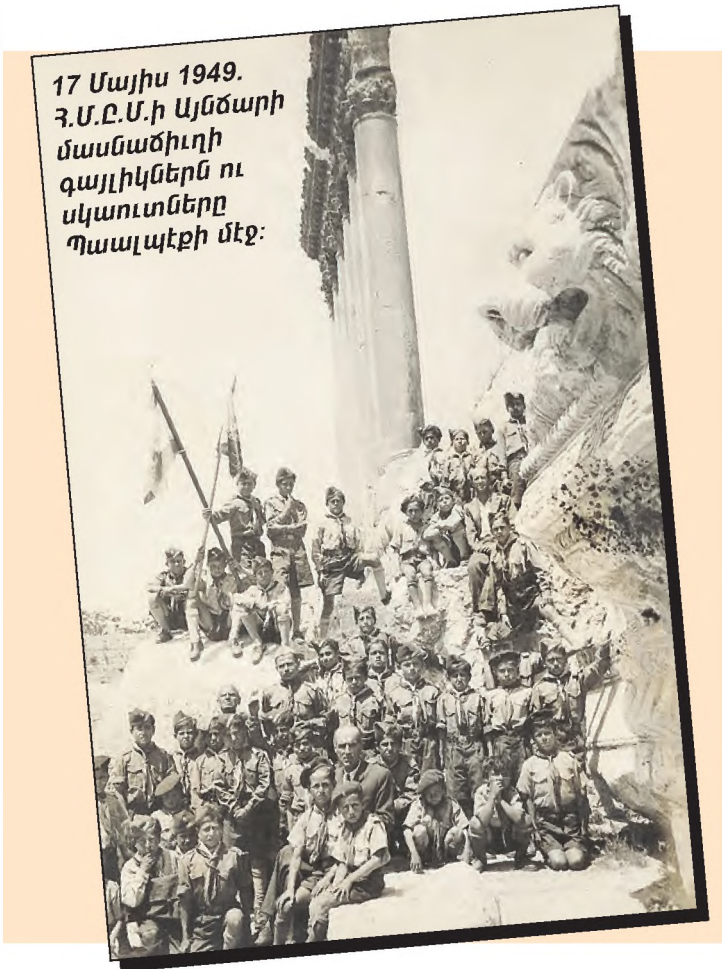 17 Մայիս 1949.
Հ.Մ.Ը.Մ.ի Այնճարի
մասնաճիւղի
գայլիկներն ու
սկաուտները
Պաալպէքի մէջ: